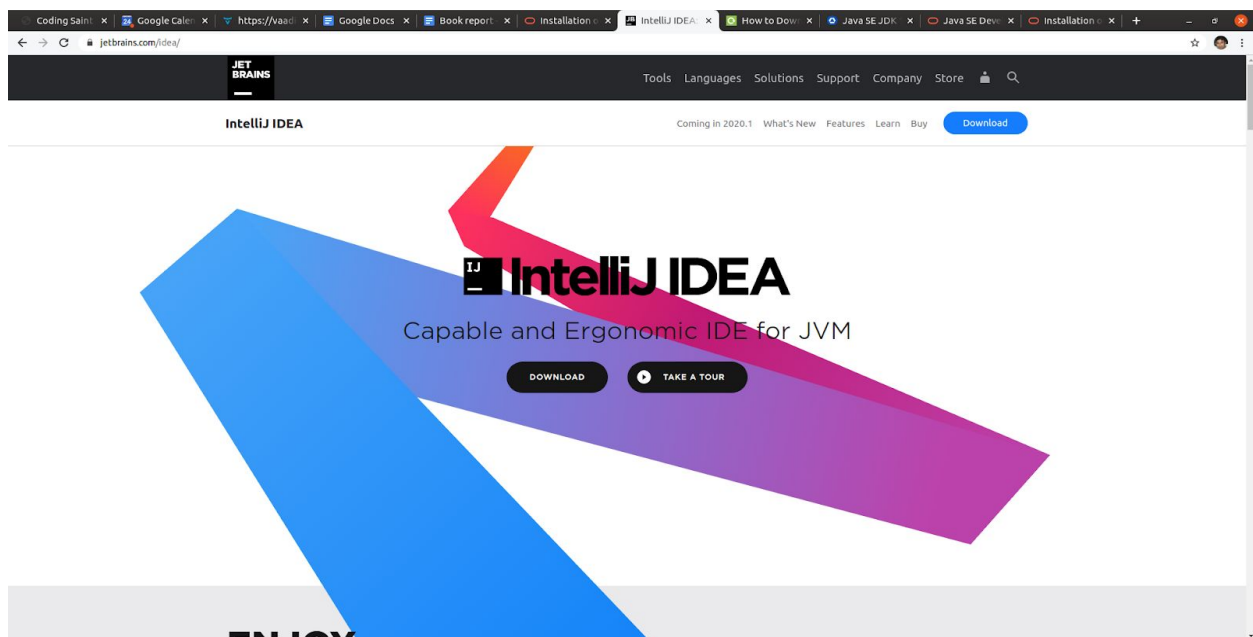 Coding Saint Google Calen https://vaadi Google Docs Book report Installation o IntelliJ IDEA: How to Down Java SE JDK Java SE Deve Installation o
jetbrains.com/idea/
JET
BRAINS
Tools Languages Solutions Support Company Store
IntelliJ IDEA
Coming in 2020.1 What's New Features Learn Buy Download
IJ IntelliJ IDEA
Capable and Ergonomic IDE for JVM
DOWNLOAD TAKE A TOUR
ENJOY